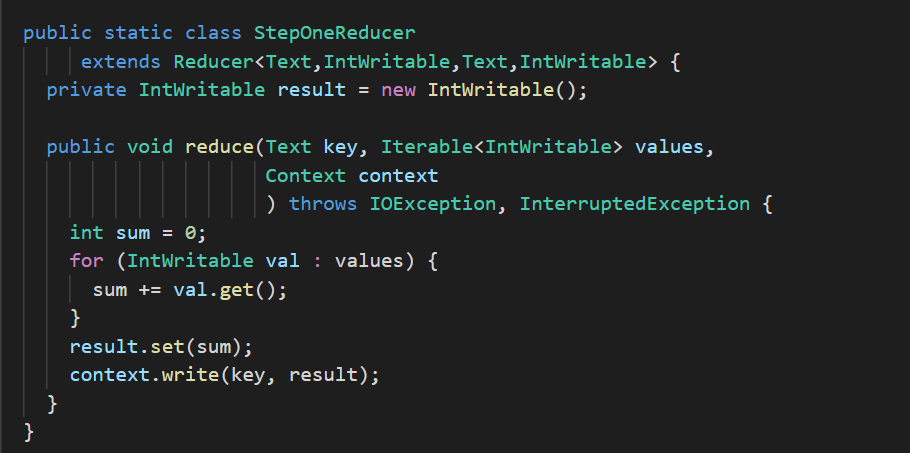 public static class StepOneReducer
    extends Reducer<Text,IntWritable,Text,IntWritable> {
  private IntWritable result = new IntWritable();

  public void reduce(Text key, Iterable<IntWritable> values,
                     Context context
                     ) throws IOException, InterruptedException {
    int sum = 0;
    for (IntWritable val : values) {
      sum += val.get();
    }
    result.set(sum);
    context.write(key, result);
  }
}